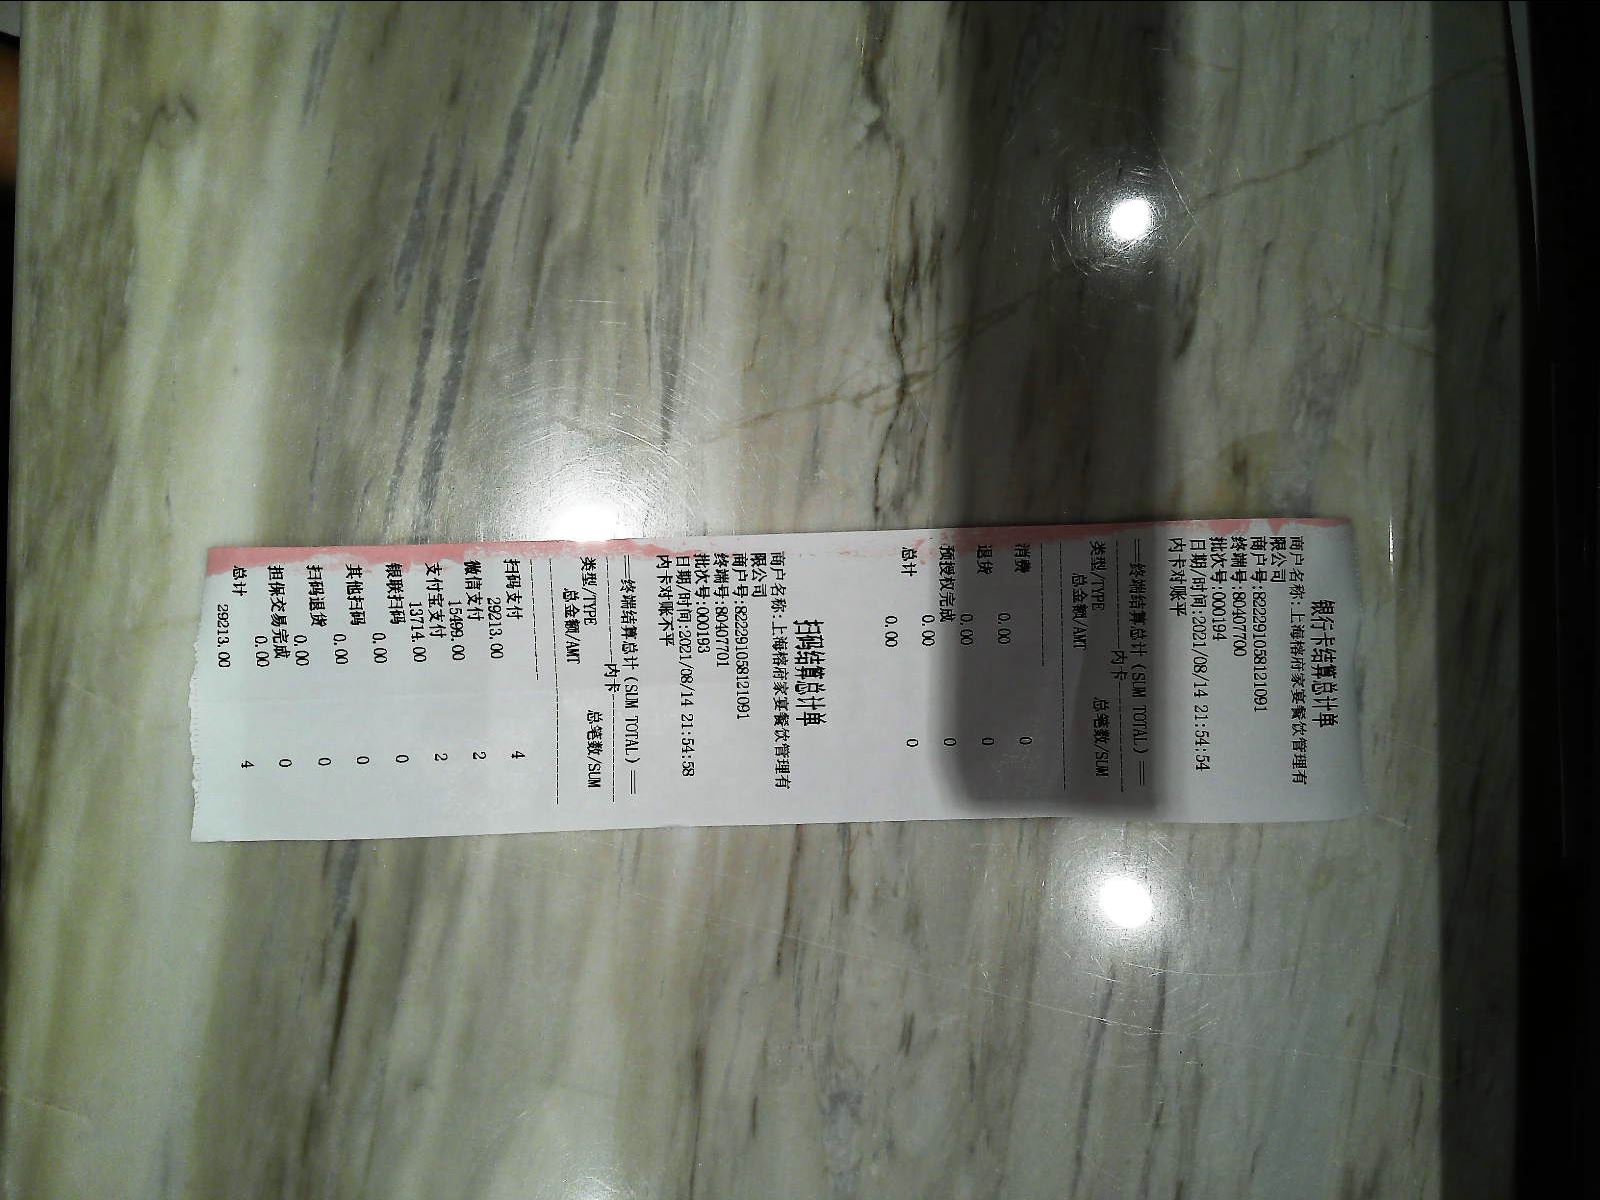 银行卡结算总计单
商户名称:上海榕府家宴餐饮管理有
限公司
商户号:822291058121091
终端号:80407700
批次号:000194
日期/时间:2021/08/14 21:54:54
内卡对账平
==终端结算总计(SUM TOTAL)==
内卡
类型/TYPE 总笔数/SUM
总金额/AMT
消费 0
0.00
退货 0
0.00
预授权完成 0
0.00
总计 0
0.00
扫码结算总计单
商户名称:上海榕府家宴餐饮管理有
限公司
商户号:822291058121091
终端号:80407701
批次号:000193
日期/时间:2021/08/14 21:54:58
内卡对账不平
==终端结算总计(SUM TOTAL)==
内卡
类型/TYPE 总笔数/SUM
总金额/AMT
扫码支付 4
29213.00
微信支付 2
15499.00
支付宝支付 2
13714.00
银联扫码 0
0.00
其他扫码 0
0.00
扫码退货 0
0.00
担保交易完成 0
0.00
总计 4
29213.00